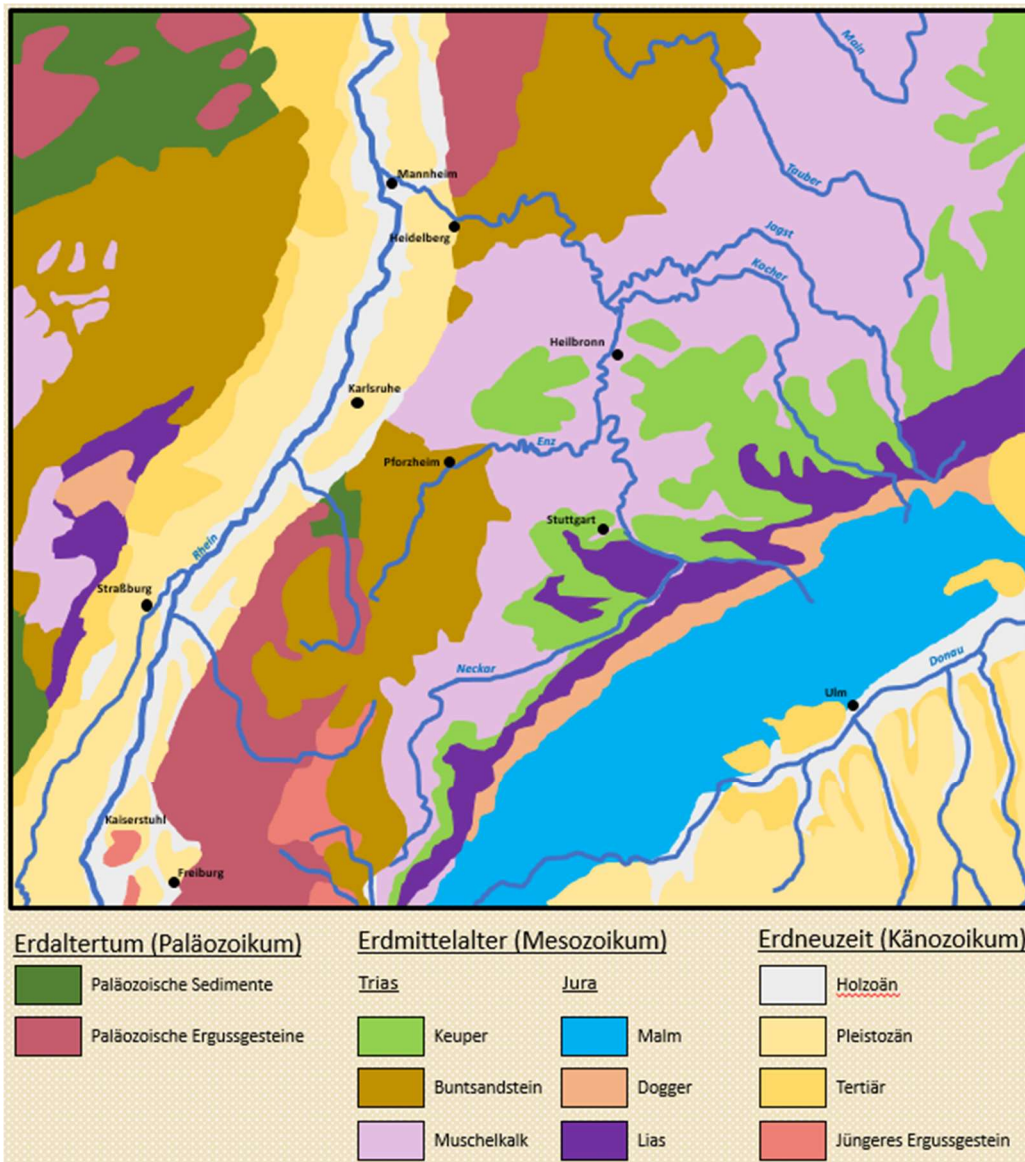 Main
Mannheim
Tauber
Heidelberg
Jagst
Kocher
Heilbronn
Karlsruhe
Enz
Pforzheim
Stuttgart
Rhein
Straßburg
Neckar
Donau
Ulm
Kaiserstuhl
Freiburg
Erdaltertum (Paläozoikum)
Paläozoische Sedimente
Paläozoische Ergussgesteine
Erdmittelalter (Mesozoikum)
Trias
Jura
Keuper
Malm
Buntsandstein
Dogger
Muschelkalk
Lias
Erdneuzeit (Känozoikum)
Holzoän
Pleistozän
Tertiär
Jüngeres Ergussgestein